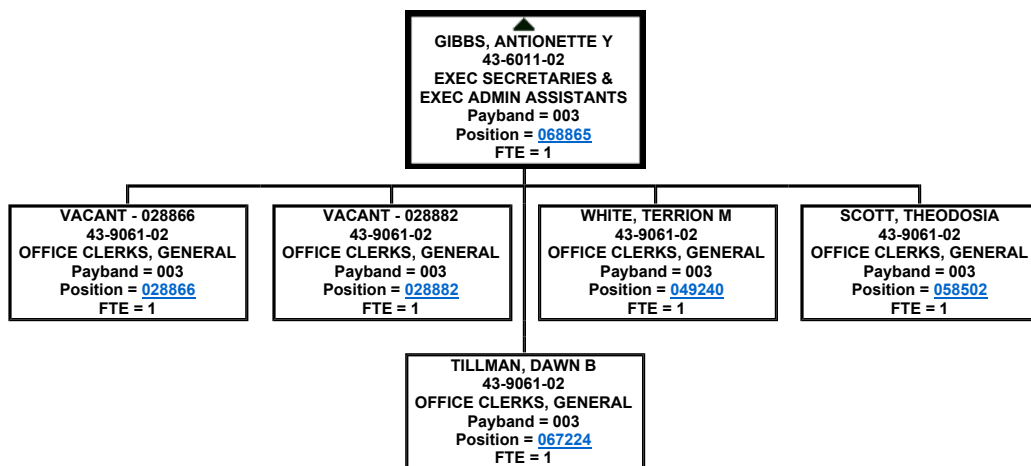 GIBBS, ANTIONETTE Y
43-6011-02
EXEC SECRETARIES &
EXEC ADMIN ASSISTANTS
Payband = 003
Position = 068865
FTE = 1
VACANT - 028866
43-9061-02
OFFICE CLERKS, GENERAL
Payband = 003
Position = 028866
FTE = 1
VACANT - 028882
43-9061-02
OFFICE CLERKS, GENERAL
Payband = 003
Position = 028882
FTE = 1
WHITE, TERRION M
43-9061-02
OFFICE CLERKS, GENERAL
Payband = 003
Position = 049240
FTE = 1
SCOTT, THEODOSIA
43-9061-02
OFFICE CLERKS, GENERAL
Payband = 003
Position = 058502
FTE = 1
TILLMAN, DAWN B
43-9061-02
OFFICE CLERKS, GENERAL
Payband = 003
Position = 067224
FTE = 1